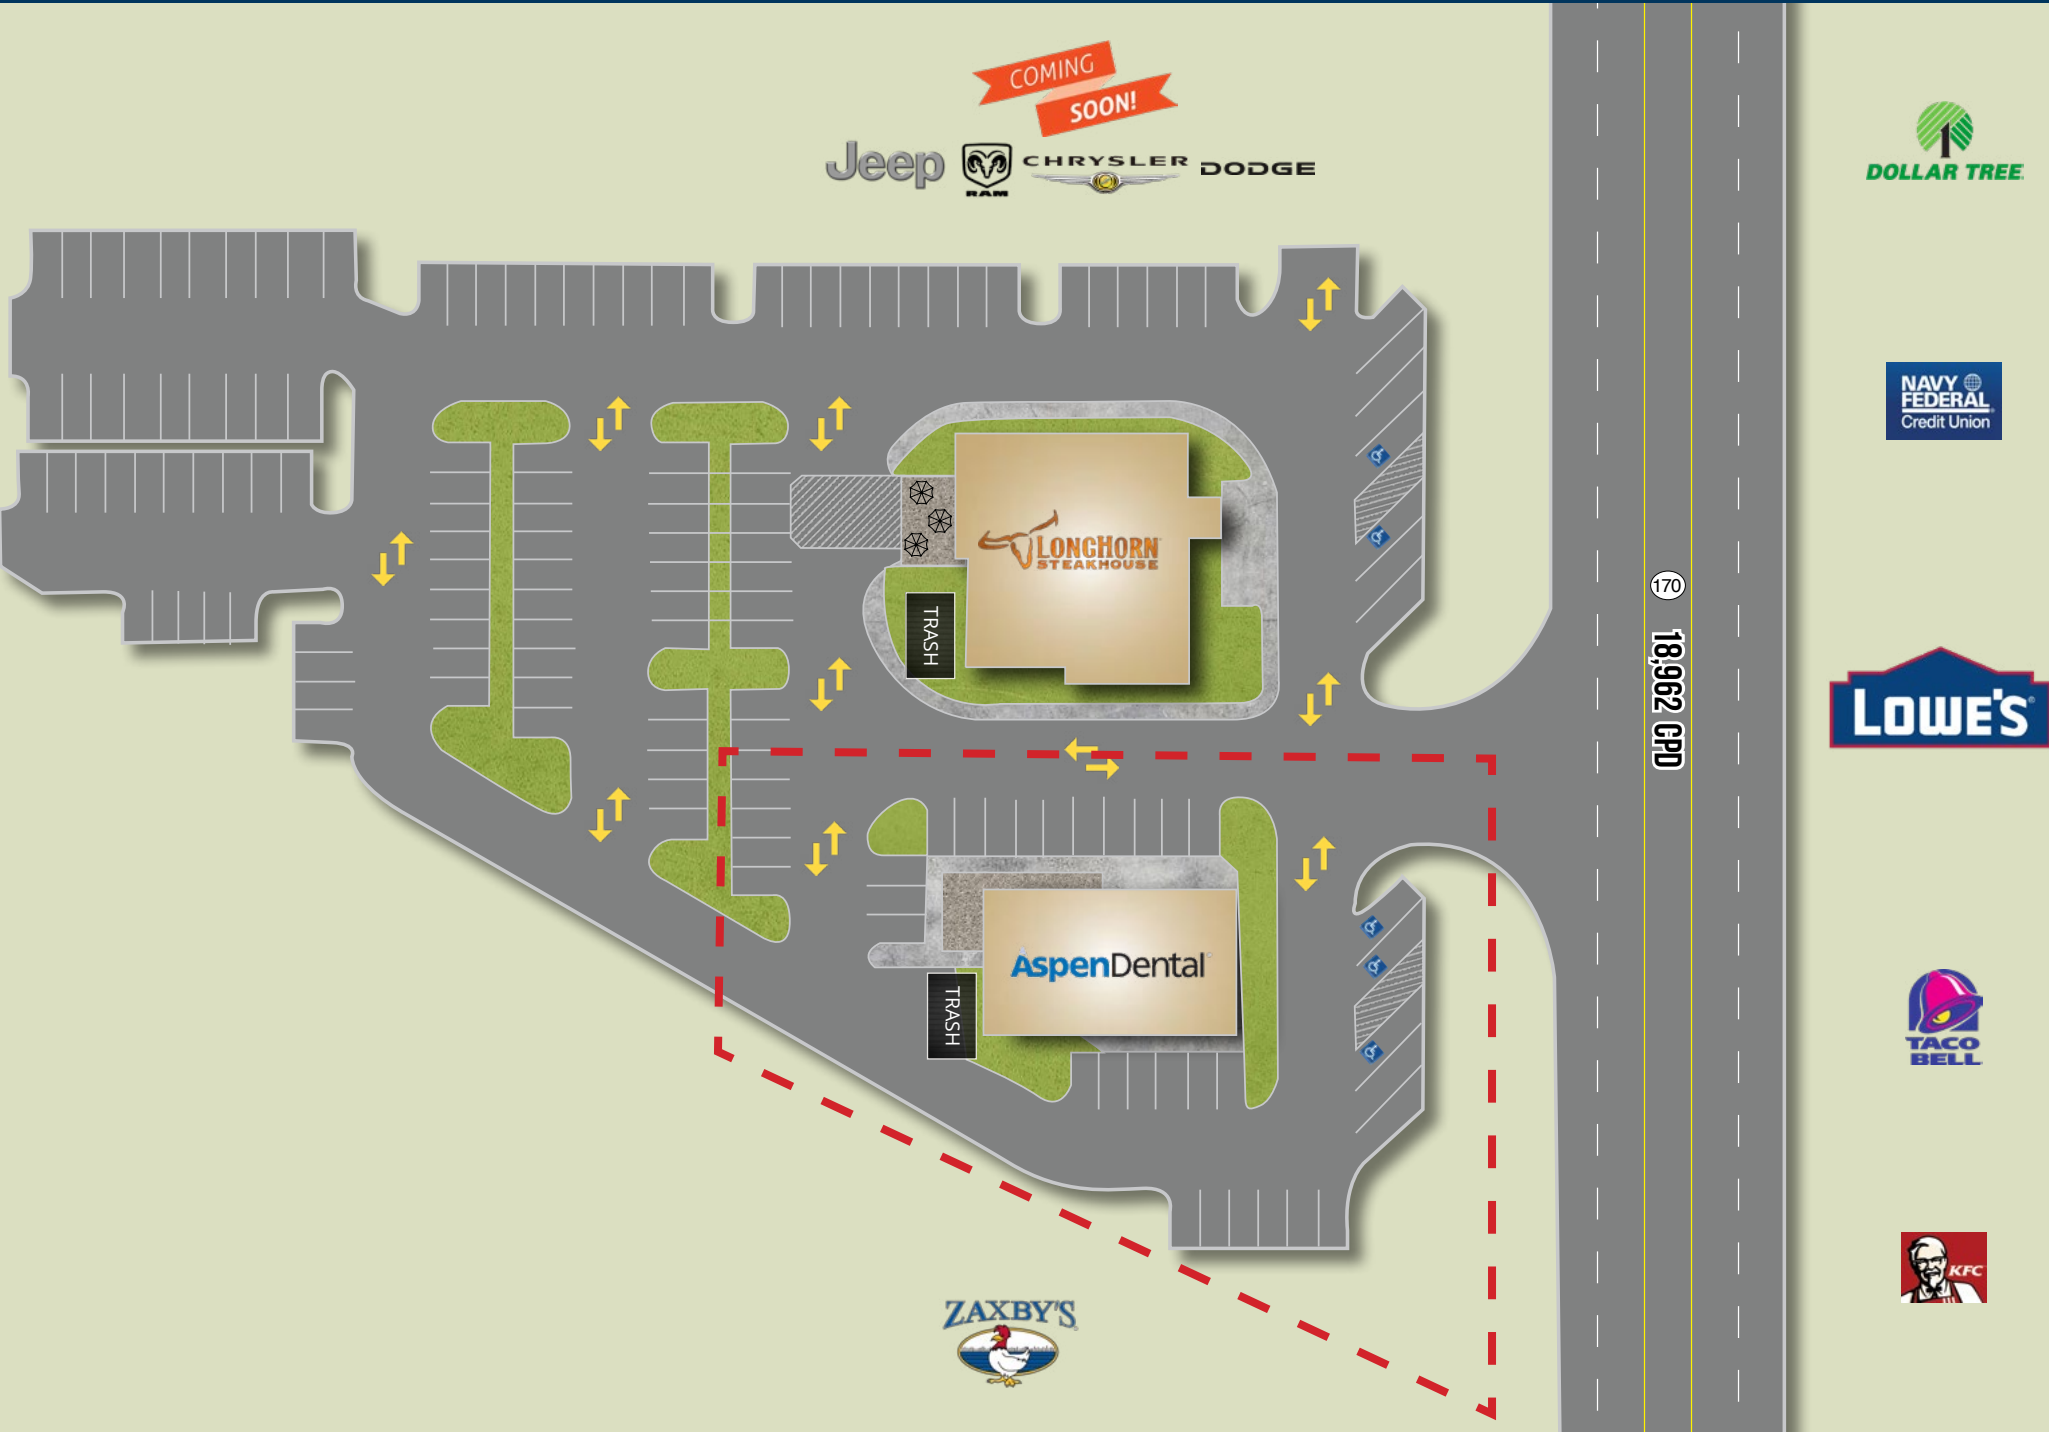 COMING
SOON!
Jeep
RAM
CHRYSLER
DODGE
DOLLAR TREE
NAVY
FEDERAL
Credit Union
LONGHORN
STEAKHOUSE
TRASH
170
18,962 CPD
LOWE'S
AspenDental
TRASH
TACO
BELL
KFC
ZAXBY'S